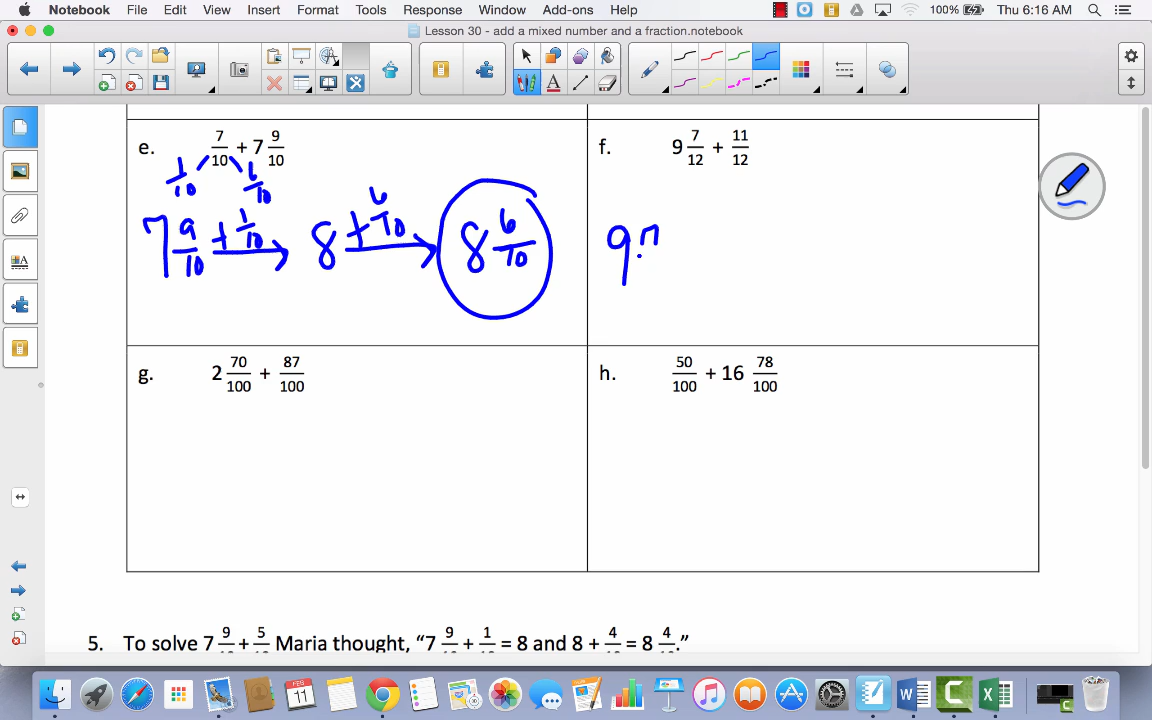 Notebook File Edit View Insert Format Tools Response Window Add-ons Help 100% Thu 6:16 AM
Lesson 30 - add a mixed number and a fraction.notebook
e. 7/10 + 7 9/10
1/10 6/10
7 9/10 + 1/10 → 8 + 6/10 → 8 6/10
f. 9 7/12 + 11/12
9 7
g. 2 70/100 + 87/100
h. 50/100 + 16 78/100
5. To solve 7 9/10 + 5/10 Maria thought, “7 9/10 + 1/10 = 8 and 8 + 4/10 = 8 4/10.”